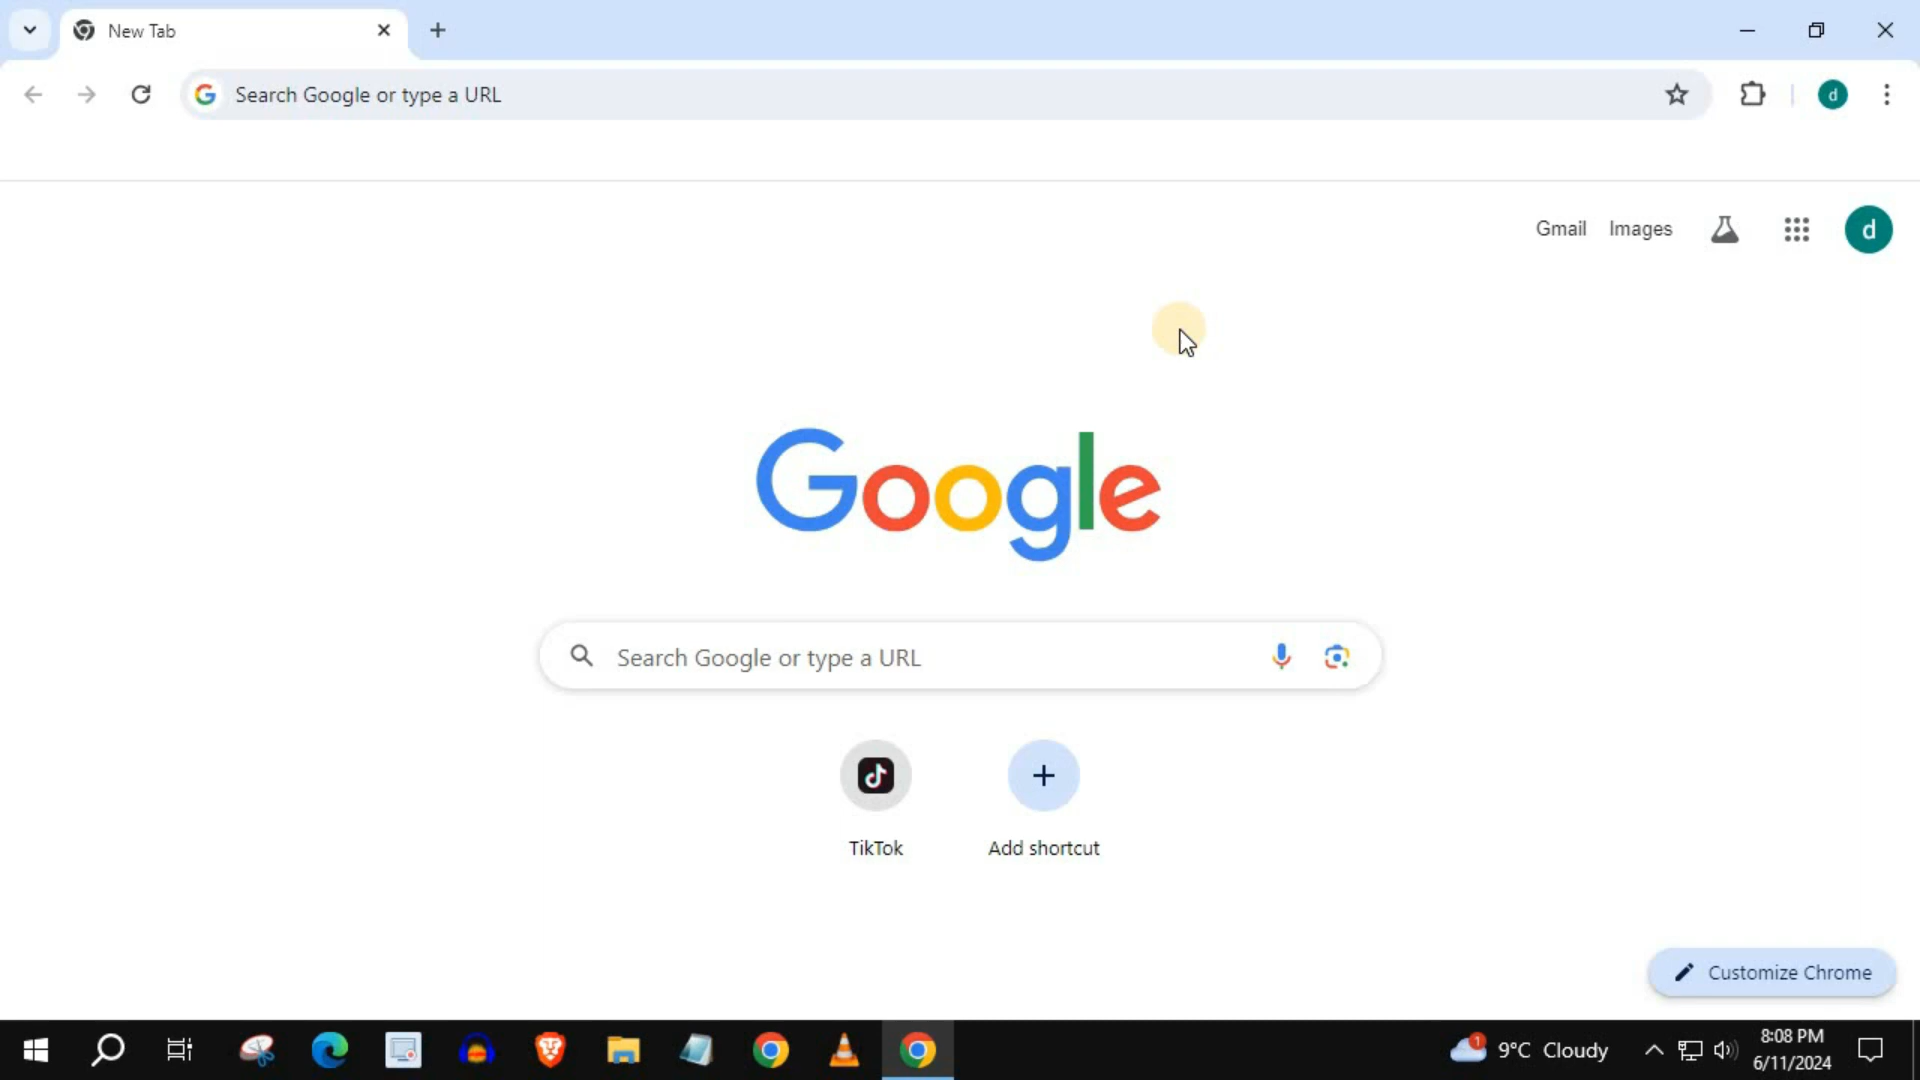 New Tab
Search Google or type a URL
d
Gmail Images
d
Google
Search Google or type a URL
TikTok
Add shortcut
Customize Chrome
1
9°C Cloudy
8:08 PM
6/11/2024